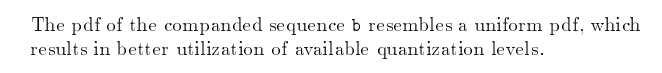 The pdf of the companded sequence b resembles a uniform pdf, which
results in better utilization of available quantization levels.